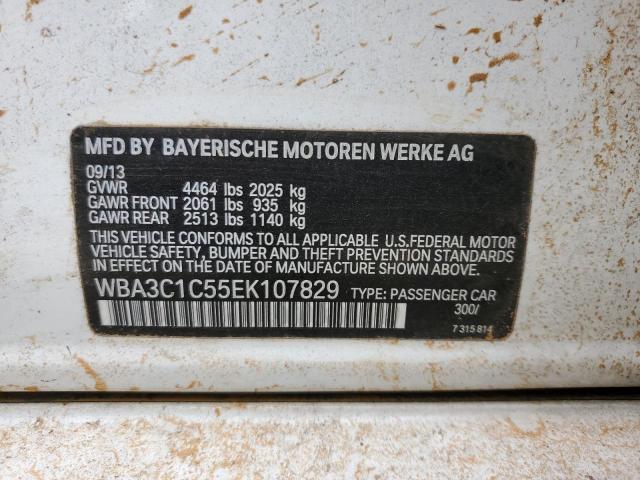 MFD BY BAYERISCHE MOTOREN WERKE AG
09/13
GVWR 4464 lbs 2025 kg
GAWR FRONT 2061 lbs 935 kg
GAWR REAR 2513 lbs 1140 kg
THIS VEHICLE CONFORMS TO ALL APPLICABLE U.S.FEDERAL MOTOR
VEHICLE SAFETY, BUMPER AND THEFT PREVENTION STANDARDS
IN EFFECT ON THE DATE OF MANUFACTURE SHOWN ABOVE.
WBA3C1C55EK107829 TYPE: PASSENGER CAR
300/
7 315 814